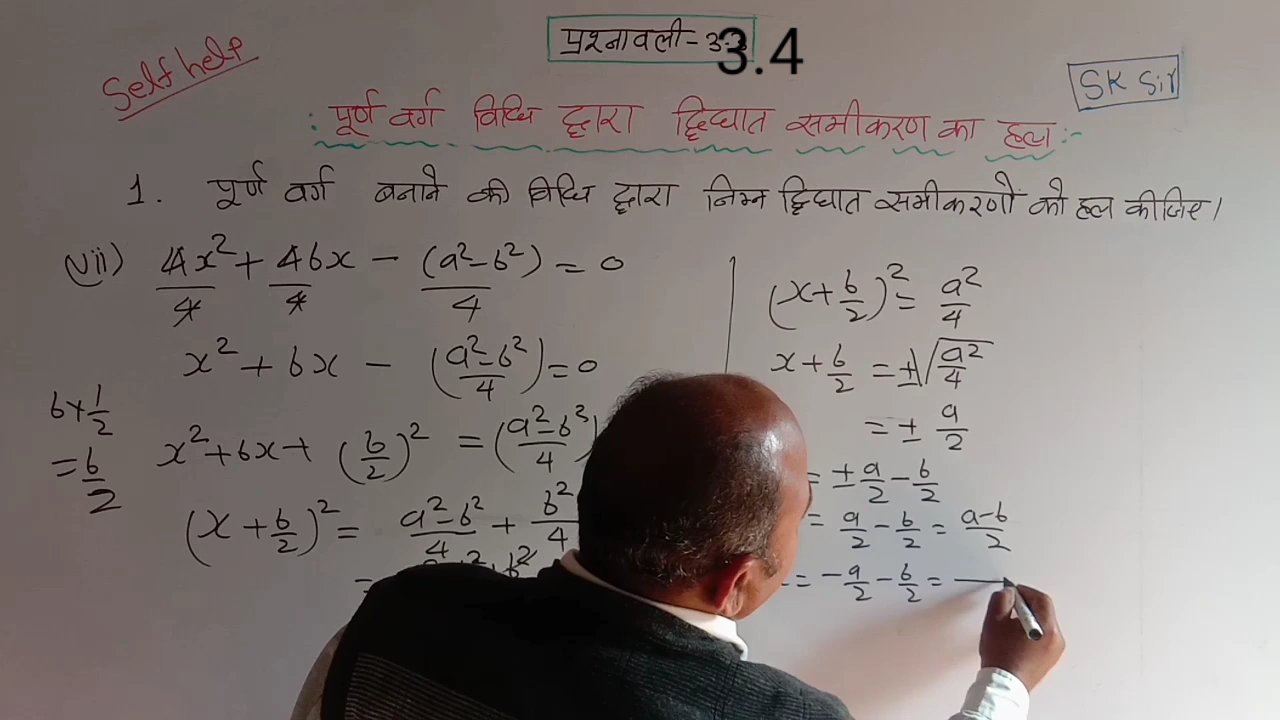 Self help
प्रश्नावली - 3.4
SK Sir
पूर्ण वर्ग विधि द्वारा द्विघात समीकरण का हल :-
1. पूर्ण वर्ग बनाने की विधि द्वारा निम्न द्विघात समीकरणों को हल कीजिए।
(vii) 4x²/4 + 4bx/4 - (a²-b²)/4 = 0
x² + bx - (a²-b²/4) = 0
b×1/2
= b/2
x² + bx + (b/2)² = (a²-b²/4)
(x + b/2)² = a²-b²/4 + b²/4
(x + b/2)² = a²/4
x + b/2 = ±√a²/4
= ± a/2
= ± a/2 - b/2
= a/2 - b/2 = a-b/2
= -a/2 - b/2 =